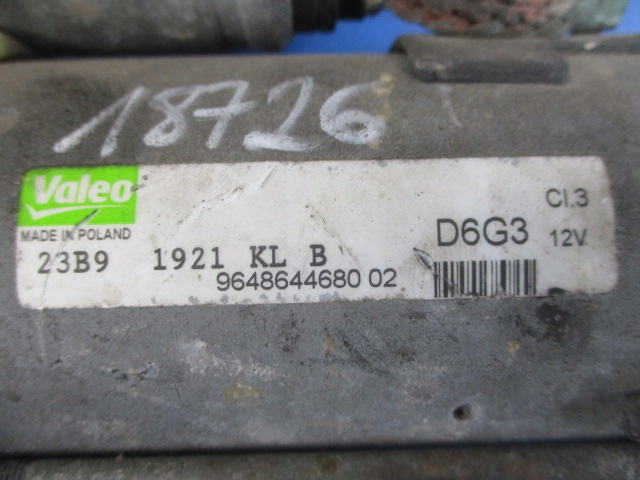 18726
Valeo
MADE IN POLAND
Cl.3
D6G3 12V
23B9 1921 KL B
9648644680 02